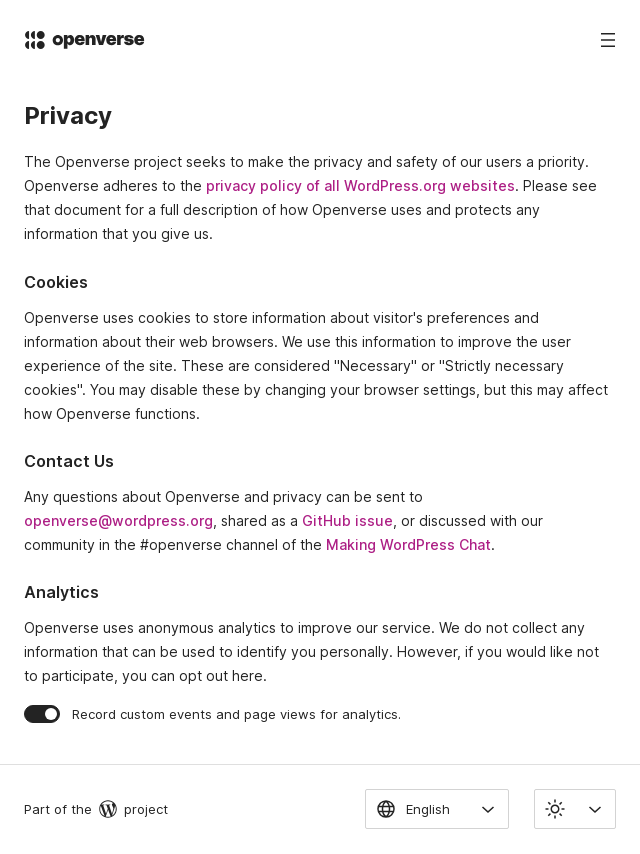 openverse
Privacy
The Openverse project seeks to make the privacy and safety of our users a priority.
Openverse adheres to the privacy policy of all WordPress.org websites. Please see
that document for a full description of how Openverse uses and protects any
information that you give us.
Cookies
Openverse uses cookies to store information about visitor's preferences and
information about their web browsers. We use this information to improve the user
experience of the site. These are considered "Necessary" or "Strictly necessary
cookies". You may disable these by changing your browser settings, but this may affect
how Openverse functions.
Contact Us
Any questions about Openverse and privacy can be sent to
openverse@wordpress.org, shared as a GitHub issue, or discussed with our
community in the #openverse channel of the Making WordPress Chat.
Analytics
Openverse uses anonymous analytics to improve our service. We do not collect any
information that can be used to identify you personally. However, if you would like not
to participate, you can opt out here.
Record custom events and page views for analytics.
Part of the project English